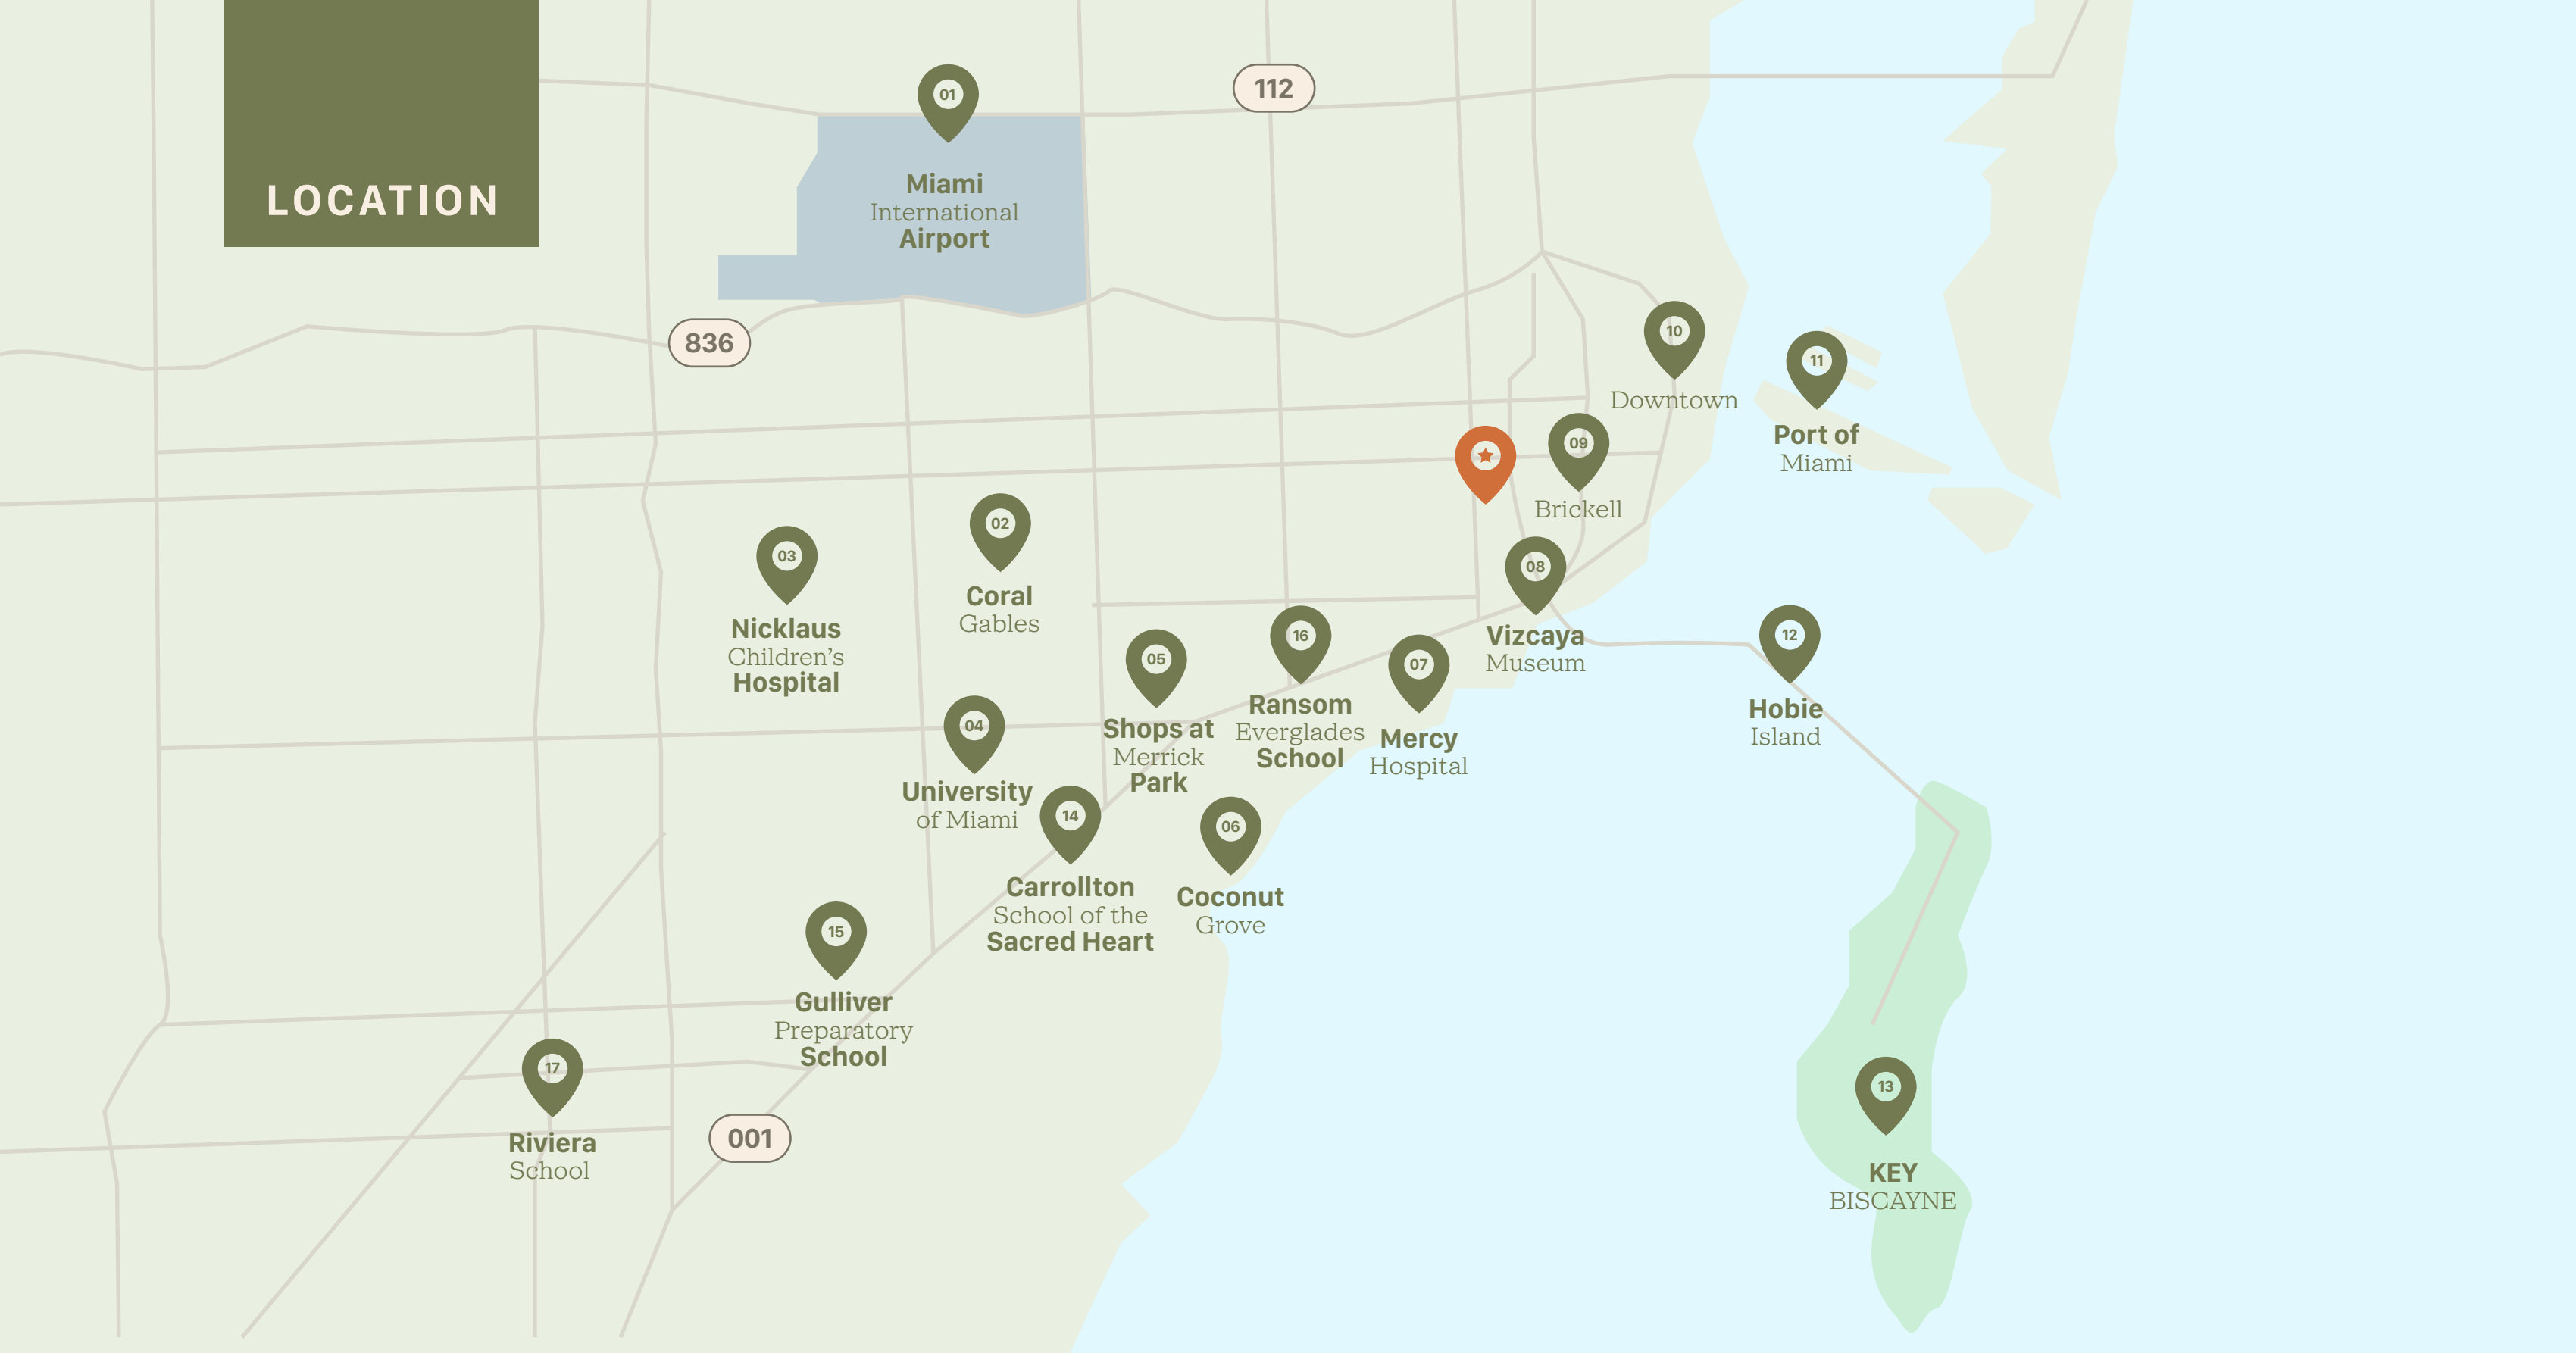 LOCATION
01
Miami
International
Airport
112
836
10
Downtown
11
Port of
Miami
09
Brickell
02
Coral
Gables
03
Nicklaus
Children’s
Hospital
08
Vizcaya
Museum
16
Ransom
Everglades
School
12
Hobie
Island
05
Shops at
Merrick
Park
07
Mercy
Hospital
04
University
of Miami
14
Carrollton
School of the
Sacred Heart
06
Coconut
Grove
15
Gulliver
Preparatory
School
17
Riviera
School
001
13
KEY
BISCAYNE